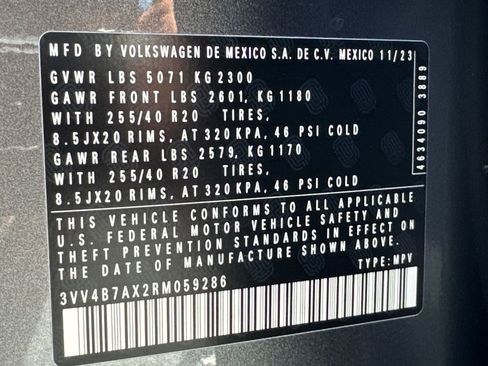 MFD BY VOLKSWAGEN DE MEXICO S.A. DE C.V. MEXICO 11/23
GVWR LBS 5071 KG 2300
GAWR FRONT LBS 2601, KG 1180
WITH 255/40 R20 TIRES,
8.5JX20 RIMS, AT 320 KPA, 46 PSI COLD
GAWR REAR LBS 2579, KG 1170
WITH 255/40 R20 TIRES,
8.5JX20 RIMS, AT 320 KPA, 46 PSI COLD
THIS VEHICLE CONFORMS TO ALL APPLICABLE
U.S. FEDERAL MOTOR VEHICLE SAFETY AND
THEFT PREVENTION STANDARDS IN EFFECT ON
THE DATE OF MANUFACTURE SHOWN ABOVE.
3VV4B7AX2RM059286 TYPE: MPV
4634090 3889